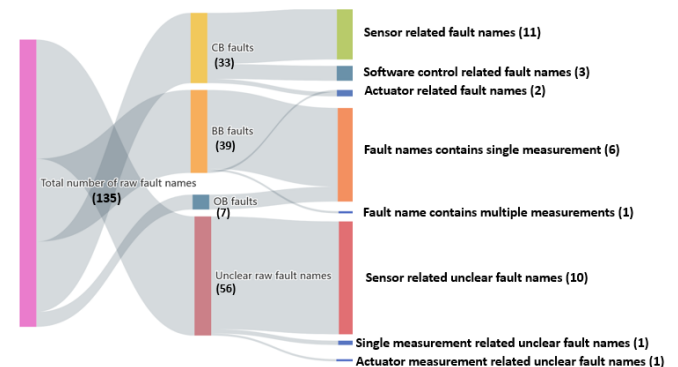 Total number of raw fault names
(135)
CB faults
(33)
BB faults
(39)
OB faults
(7)
Unclear raw fault names
(56)
Sensor related fault names (11)
Software control related fault names (3)
Actuator related fault names (2)
Fault names contains single measurement (6)
Fault name contains multiple measurements (1)
Sensor related unclear fault names (10)
Single measurement related unclear fault names (1)
Actuator measurement related unclear fault names (1)